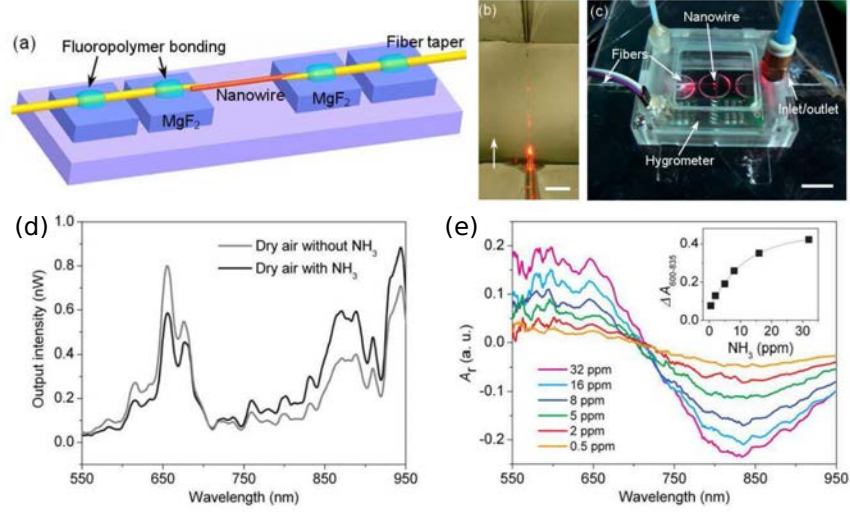 (a)
Fluoropolymer bonding
Fiber taper
Nanowire
MgF2
MgF2
(b)
(c)
Nanowire
Fibers
Inlet/outlet
Hygrometer
(d)
1.0
0.8
0.6
0.4
0.2
0.0
Output intensity (nW)
Dry air without NH3
Dry air with NH3
550 650 750 850 950
Wavelength (nm)
(e)
0.2
0.1
0.0
-0.1
-0.2
Ar (a. u.)
32 ppm
16 ppm
8 ppm
5 ppm
2 ppm
0.5 ppm
0.4
0.2
0.0
ΔA600-835
0 10 20 30
NH3 (ppm)
550 650 750 850 950
Wavelength (nm)